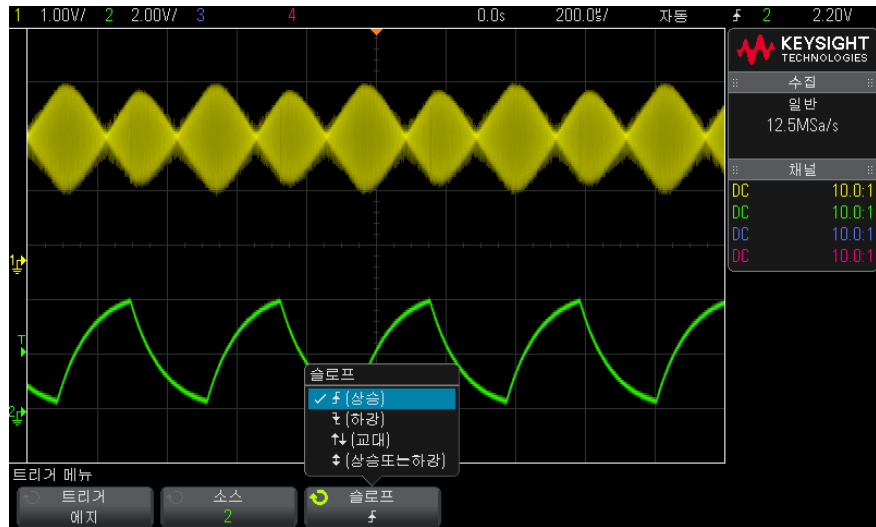 1 1.00V/ 2 2.00V/ 3 4 0.0s 200.0㎲/ 자동 2 2.20V
KEYSIGHT
TECHNOLOGIES
수집
일반
12.5MSa/s
채널
DC 10.0:1
DC 10.0:1
DC 10.0:1
DC 10.0:1
1
T
2
슬로프
✓ (상승)
(하강)
↑↓ (교대)
(상승또는하강)
트리거 메뉴
트리거
에지
소스
2
슬로프